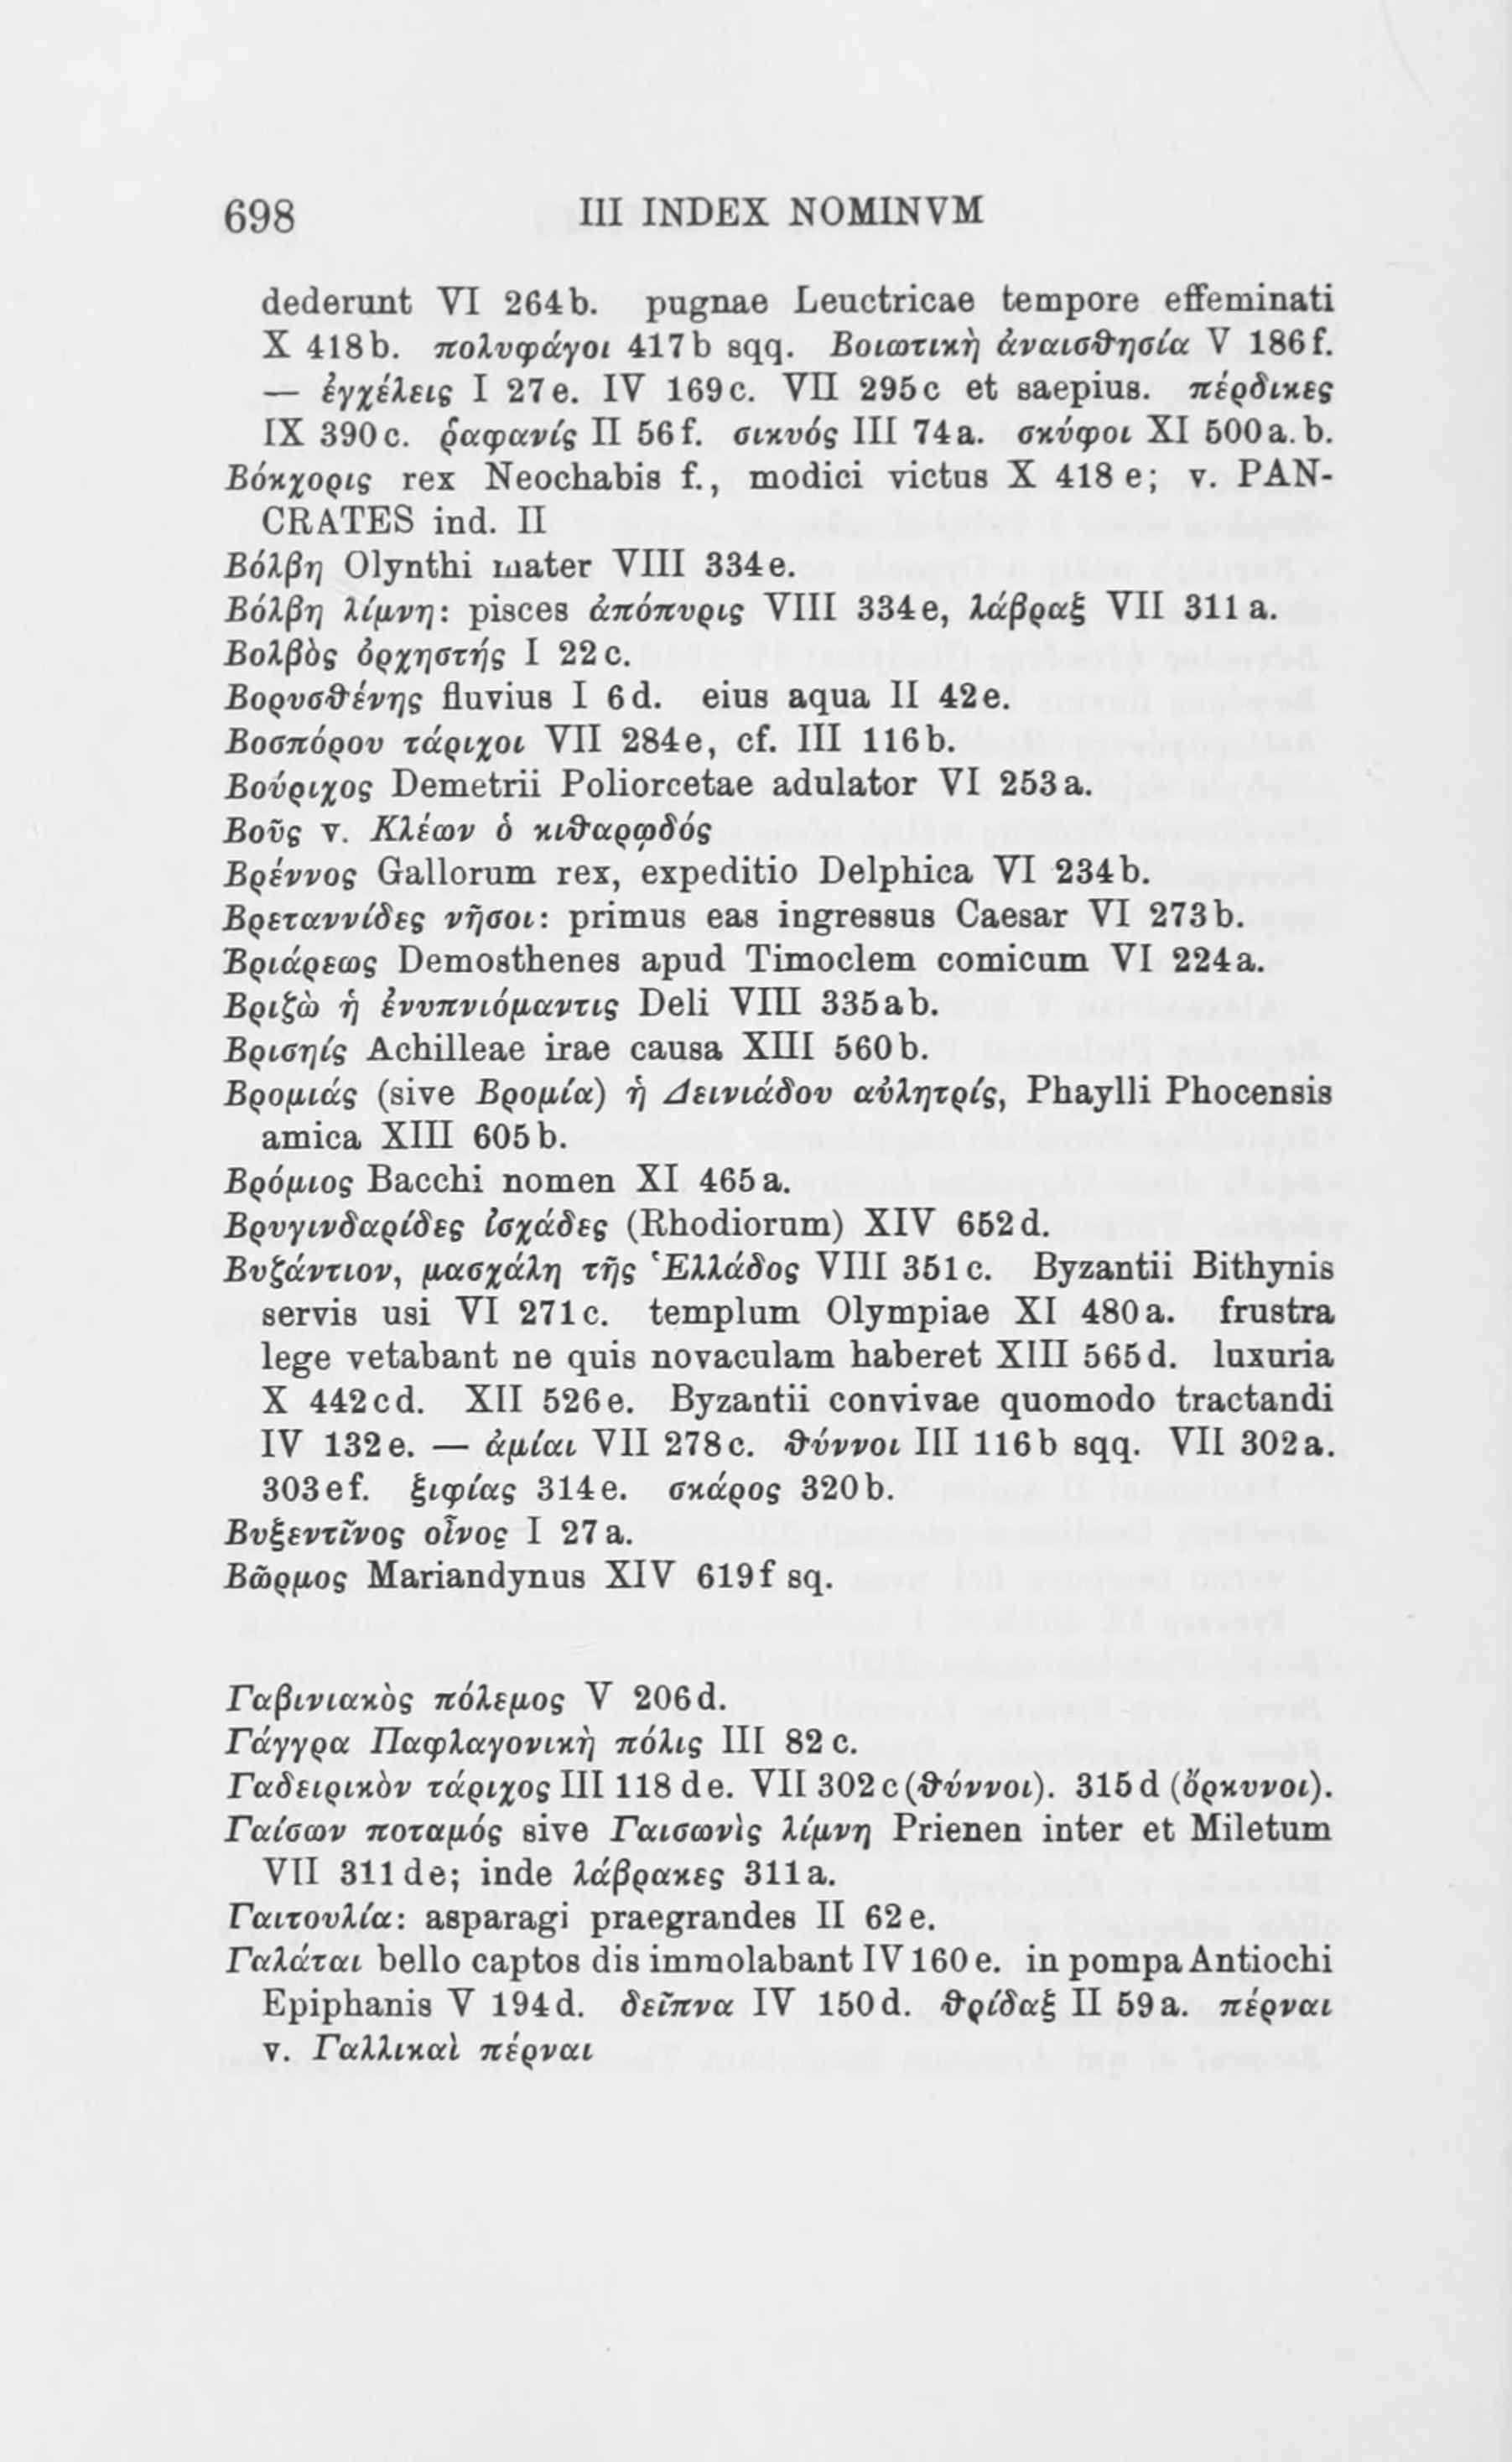 698 III INDEX NOMINVM
dederunt VI 264b. pugnae Leuctricae tempore effeminati
X 418b. πολυφάγοι 417b sqq. Βοιωτικὴ ἀναισθησία V 186f.
— ἐγχέλεις I 27e. IV 169c. VII 295c et saepius. πέρδικες
IX 390c. ῥαφανίς II 56f. σικυός III 74a. σκύφοι XI 500a.b.
Βόκχορις rex Neochabis f., modici victus X 418e; v. PAN-
CRATES ind. II
Βόλβη Olynthi mater VIII 334e.
Βόλβη λίμνη: pisces ἀπόπυρις VIII 334e, λάβραξ VII 311a.
Βολβὸς ὀρχηστής I 22c.
Βορυσθένης fluvius I 6d. eius aqua II 42e.
Βοσπόρου τάριχοι VII 284e, cf. III 116b.
Βούριχος Demetrii Poliorcetae adulator VI 253a.
Βοῦς v. Κλέων ὁ κιθαρῳδός
Βρέννος Gallorum rex, expeditio Delphica VI 234b.
Βρεταννίδες νῆσοι: primus eas ingressus Caesar VI 273b.
Βριάρεως Demosthenes apud Timoclem comicum VI 224a.
Βριζὼ ἡ ἐνυπνιόμαντις Deli VIII 335ab.
Βρισηίς Achilleae irae causa XIII 560b.
Βρομιάς (sive Βρομία) ἡ Δεινιάδου αὐλητρίς, Phaylli Phocensis
amica XIII 605b.
Βρόμιος Bacchi nomen XI 465a.
Βρυγινδαρίδες ἰσχάδες (Rhodiorum) XIV 652d.
Βυζάντιον, μασχάλη τῆς Ἑλλάδος VIII 351c. Byzantii Bithynis
servis usi VI 271c. templum Olympiae XI 480a. frustra
lege vetabant ne quis novaculam haberet XIII 565d. luxuria
X 442cd. XII 526e. Byzantii convivae quomodo tractandi
IV 132e. — ἀμίαι VII 278c. θύννοι III 116b sqq. VII 302a.
303ef. ξιφίας 314e. σκάρος 320b.
Βυξεντῖνος οἶνος I 27a.
Βῶρμος Mariandynus XIV 619f sq.
Γαβινιακὸς πόλεμος V 206d.
Γάγγρα Παφλαγονικὴ πόλις III 82c.
Γαδειρικὸν τάριχος III 118de. VII 302c (θύννοι). 315d (ὄρκυνοι).
Γαίσων ποταμός sive Γαισωνὶς λίμνη Prienen inter et Miletum
VII 311de; inde λάβρακες 311a.
Γαιτουλία: asparagi praegrandes II 62e.
Γαλάται bello captos dis immolabant IV 160e. in pompa Antiochi
Epiphanis V 194d. δεῖπνα IV 150d. θρίδαξ II 59a. πέρναι
v. Γαλλικαὶ πέρναι